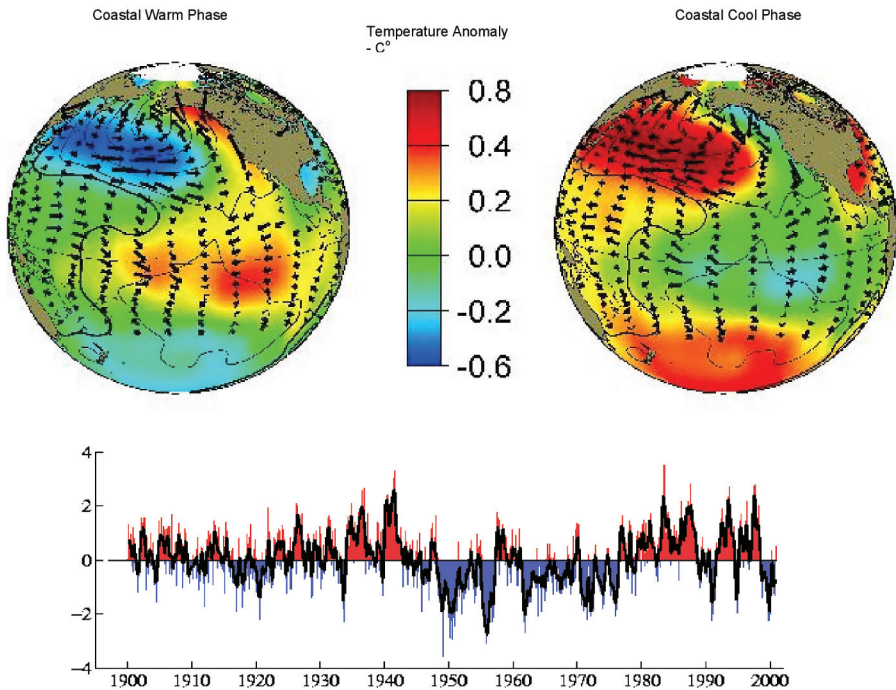 Coastal Warm Phase
Coastal Cool Phase
Temperature Anomaly
- C°
0.8
0.4
0.2
0.0
-0.2
-0.6
4
2
0
−2
−4
1900 1910 1920 1930 1940 1950 1960 1970 1980 1990 2000